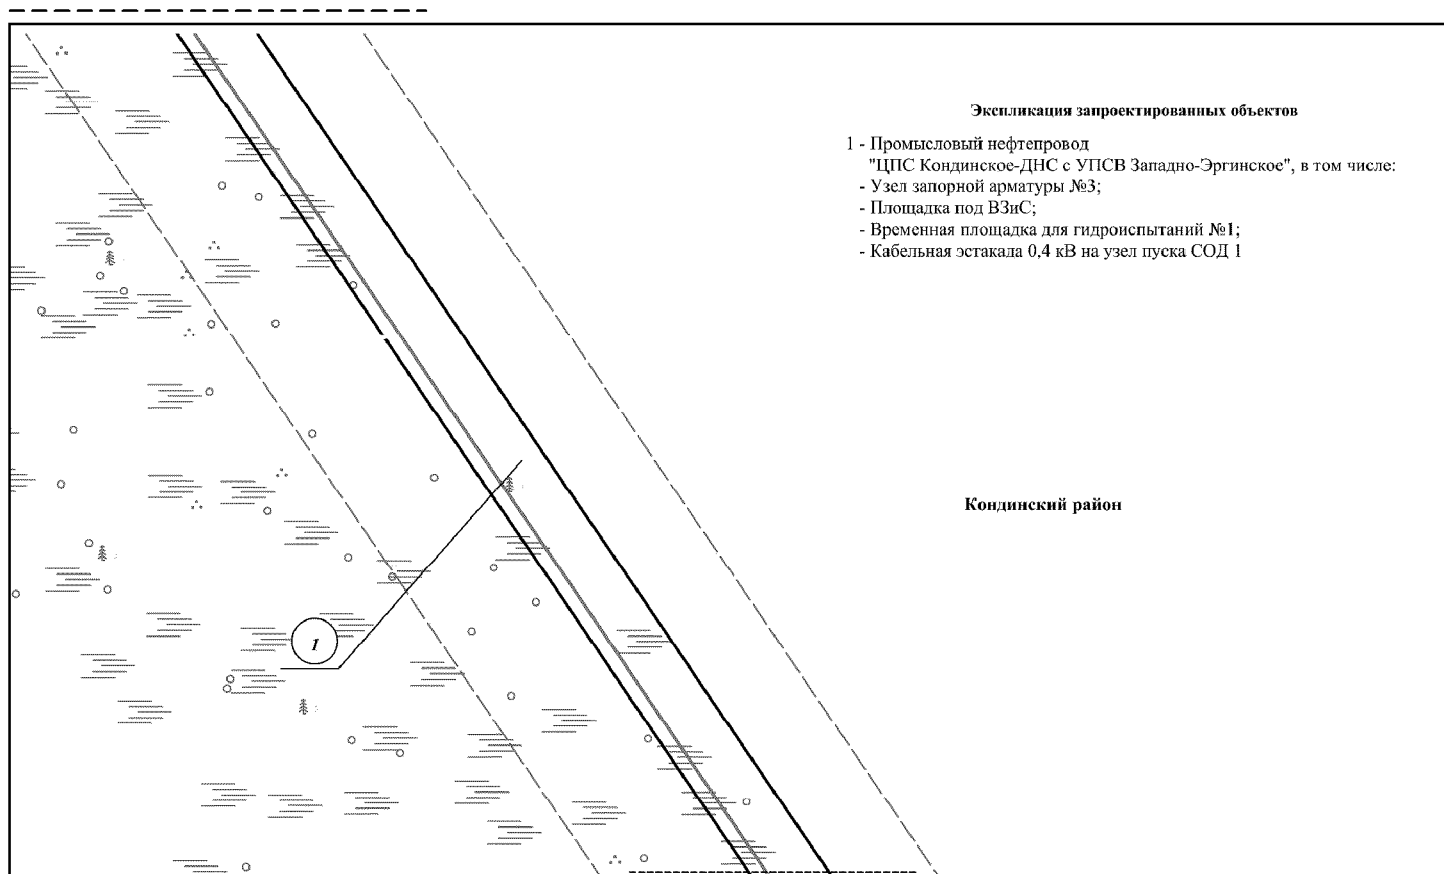 Экспликация запроектированных объектов
1 - Промысловый нефтепровод
"ЦПС Кондинское-ДНС с УПСВ Западно-Эргинское", в том числе:
- Узел запорной арматуры №3;
- Площадка под ВЗиС;
- Временная площадка для гидроиспытаний №1;
- Кабельная эстакада 0,4 кВ на узел пуска СОД 1
Кондинский район
1